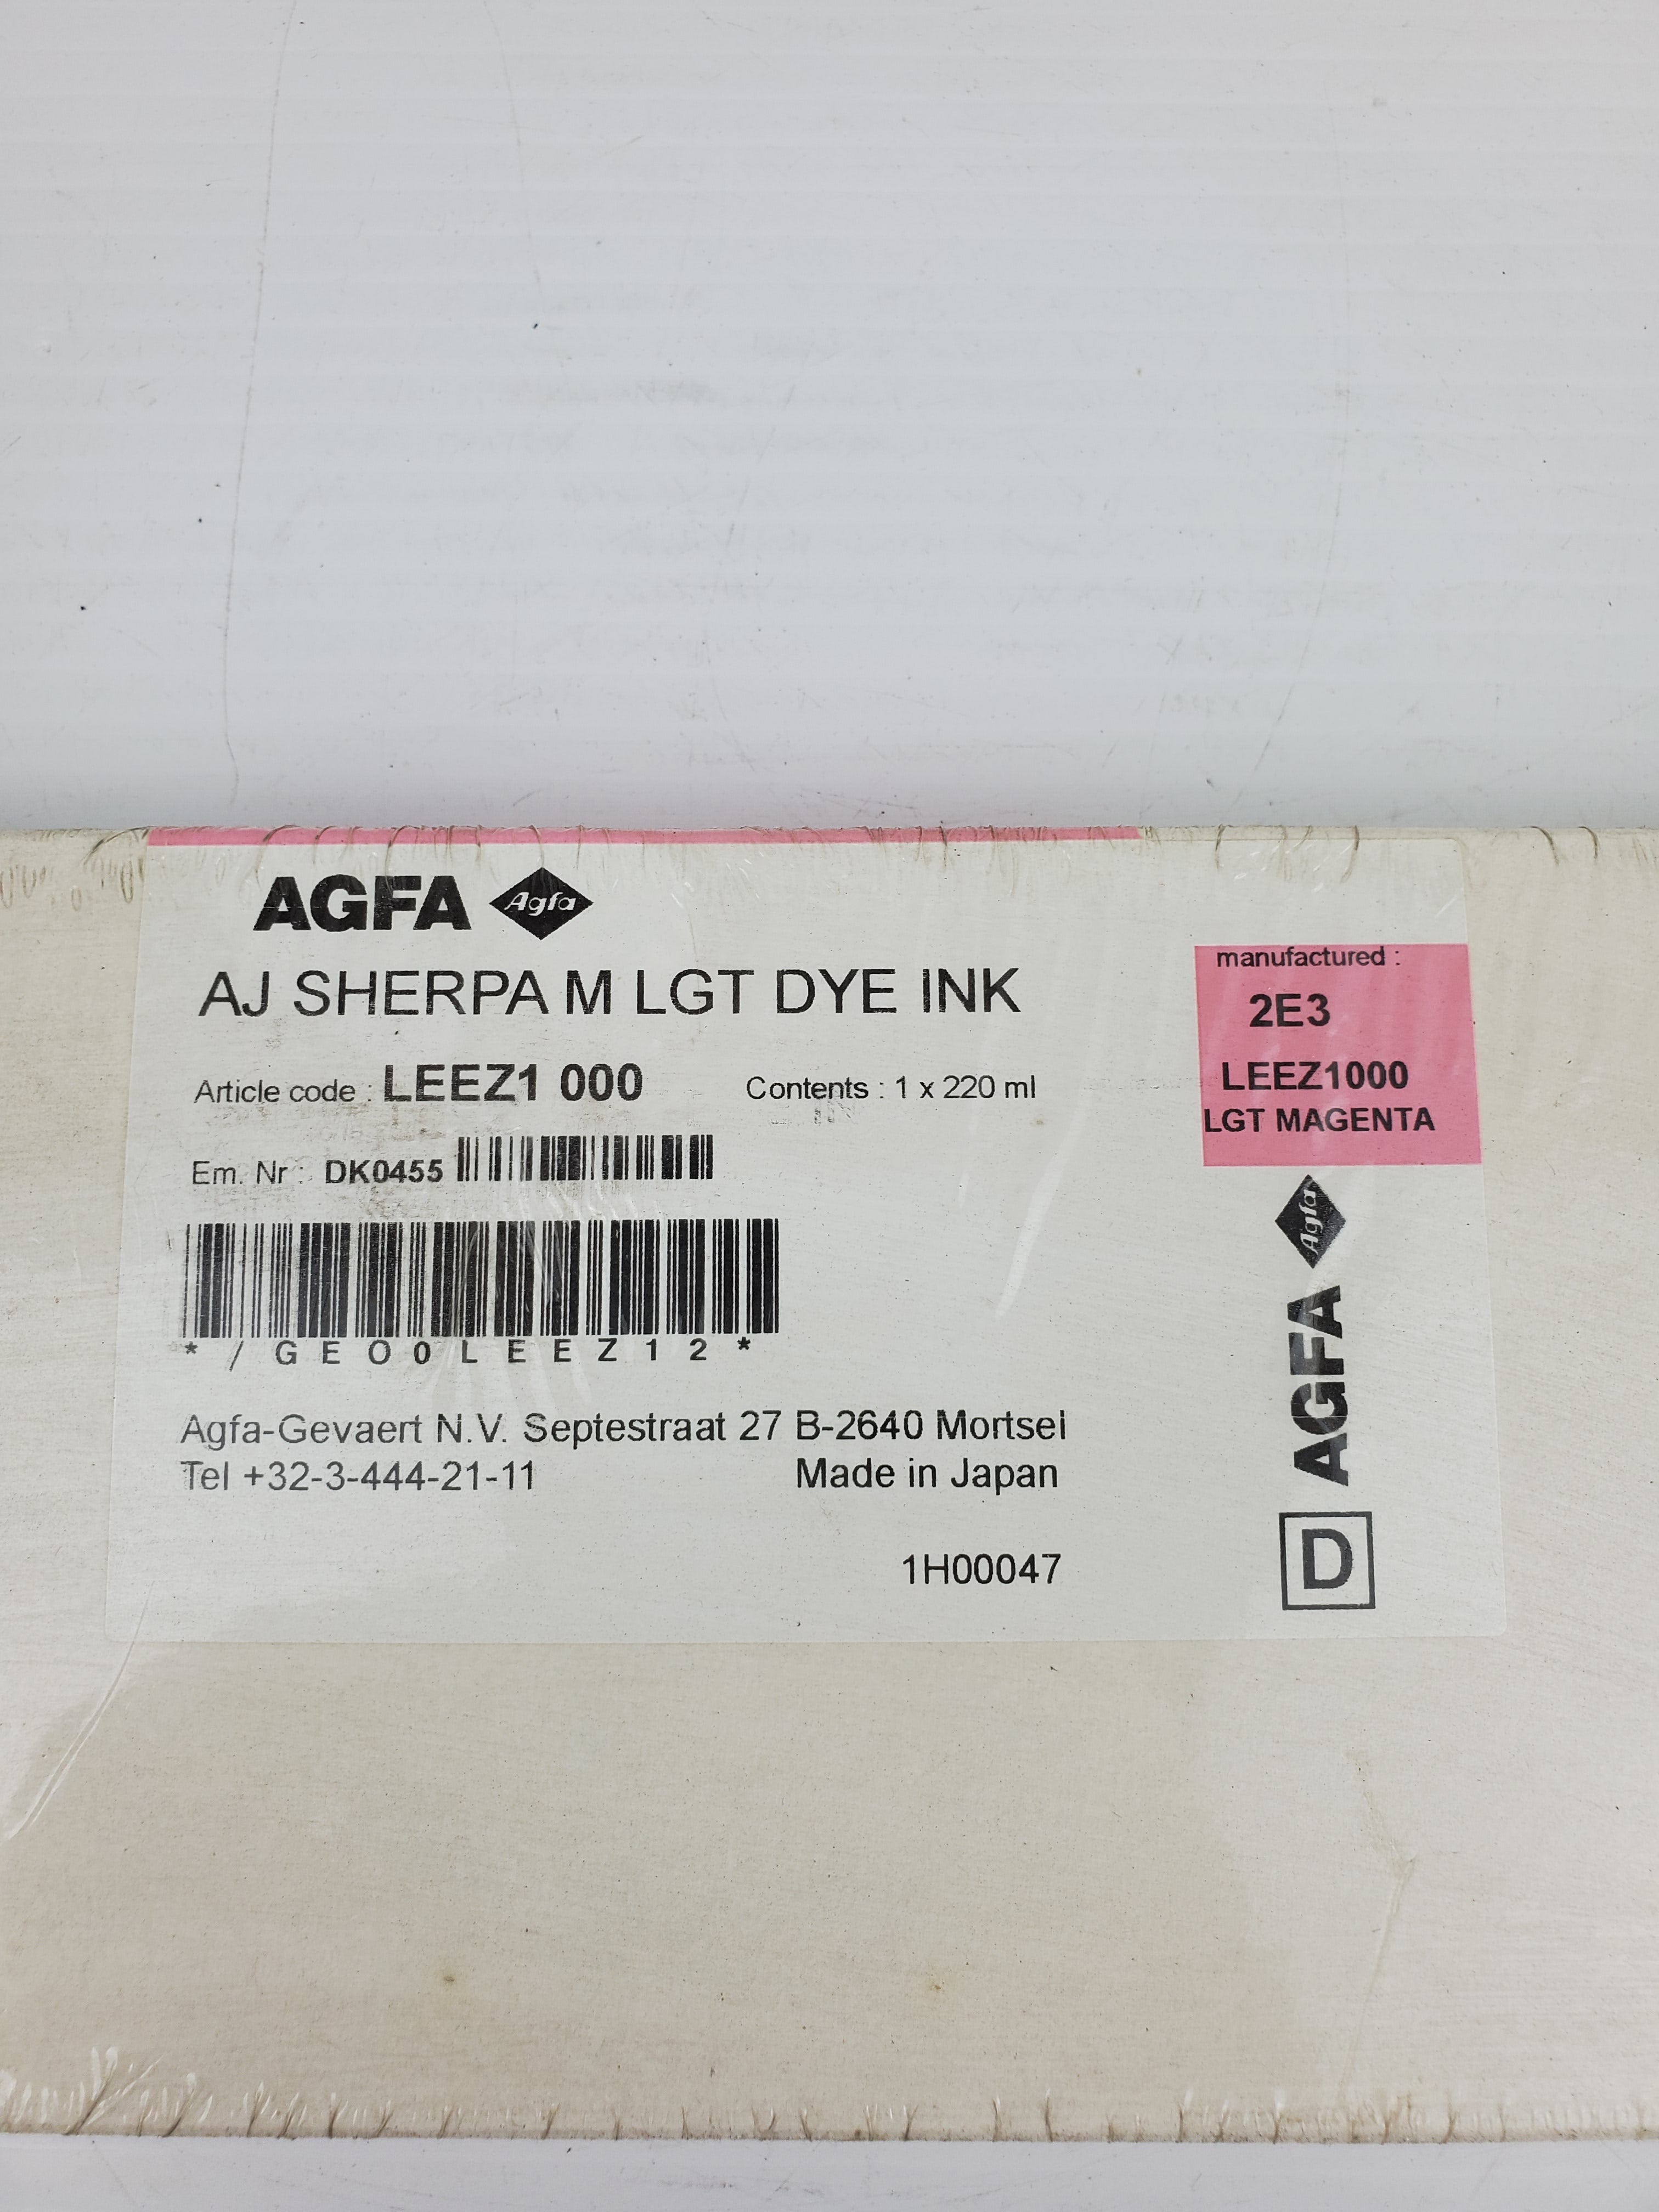 AGFA Agfa
AJ SHERPA M LGT DYE INK
Article code : LEEZ1 000 Contents : 1 x 220 ml
Em. Nr : DK0455
* / G E O 0 L E E Z 1 2 *
Agfa-Gevaert N.V. Septestraat 27 B-2640 Mortsel
Tel +32-3-444-21-11 Made in Japan
1H00047
manufactured :
2E3
LEEZ1000
LGT MAGENTA
AGFA Agfa
D